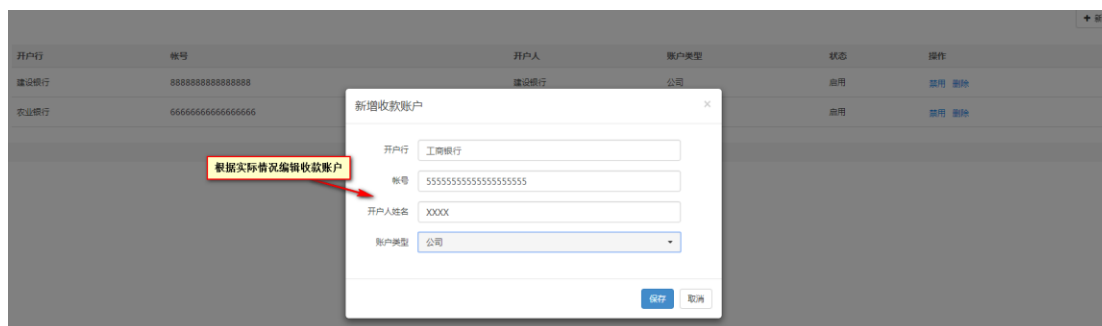 开户行 帐号 开户人 账户类型 状态 操作
建设银行 8888888888888888 建设银行 公司 启用 禁用 删除
农业银行 66666666666666666 启用 禁用 删除
新增收款账户 ×
开户行 工商银行
根据实际情况编辑收款账户
帐号 55555555555555555555
开户人姓名 XXXX
账户类型 公司
保存 取消